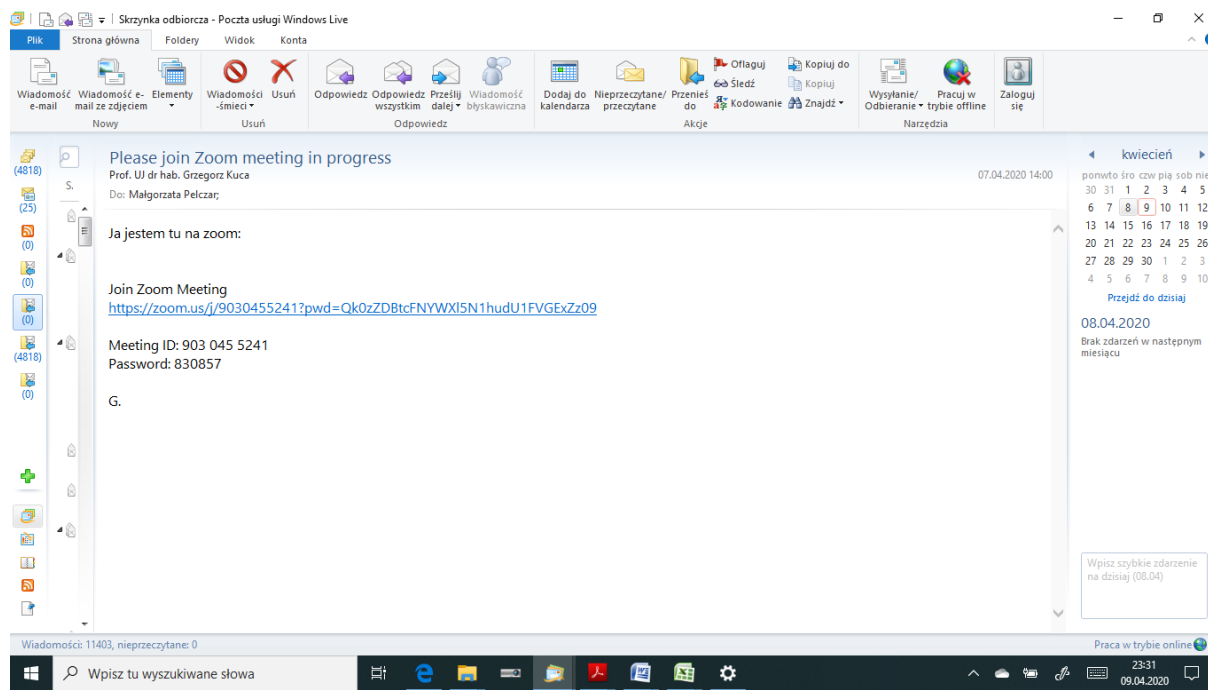 Skrzynka odbiorcza - Poczta usługi Windows Live
Plik Strona główna Foldery Widok Konta
Wiadomość e-mail
Wiadomość e-mail ze zdjęciem
Elementy
Wiadomości -śmieci
Usuń
Odpowiedz
Odpowiedz wszystkim
Prześlij dalej
Wiadomość błyskawiczna
Dodaj do kalendarza
Nieprzeczytane/ przeczytane
Przenieś do
Oflaguj
Śledź
Kodowanie
Kopiuj do
Kopiuj
Znajdź
Wysyłanie/ Odbieranie
Pracuj w trybie offline
Zaloguj się
Nowy Usuń Odpowiedz Akcje Narzędzia
(4818)
(25)
(0)
(0)
(0)
(4818)
(0)
S.
Please join Zoom meeting in progress
Prof. UJ dr hab. Grzegorz Kuca 07.04.2020 14:00
Do: Małgorzata Pelczar;
Ja jestem tu na zoom:
Join Zoom Meeting
https://zoom.us/j/9030455241?pwd=Qk0zZDBtcFNYWXl5N1hudU1FVGExZz09
Meeting ID: 903 045 5241
Password: 830857
G.
kwiecień
pon wto śro czw pią sob nie
30 31 1 2 3 4 5
6 7 8 9 10 11 12
13 14 15 16 17 18 19
20 21 22 23 24 25 26
27 28 29 30 1 2 3
4 5 6 7 8 9 10
Przejdź do dzisiaj
08.04.2020
Brak zdarzeń w następnym
miesiącu
Wpisz szybkie zdarzenie
na dzisiaj (08.04)
Wiadomości: 11403, nieprzeczytane: 0 Praca w trybie online
Wpisz tu wyszukiwane słowa
23:31
09.04.2020